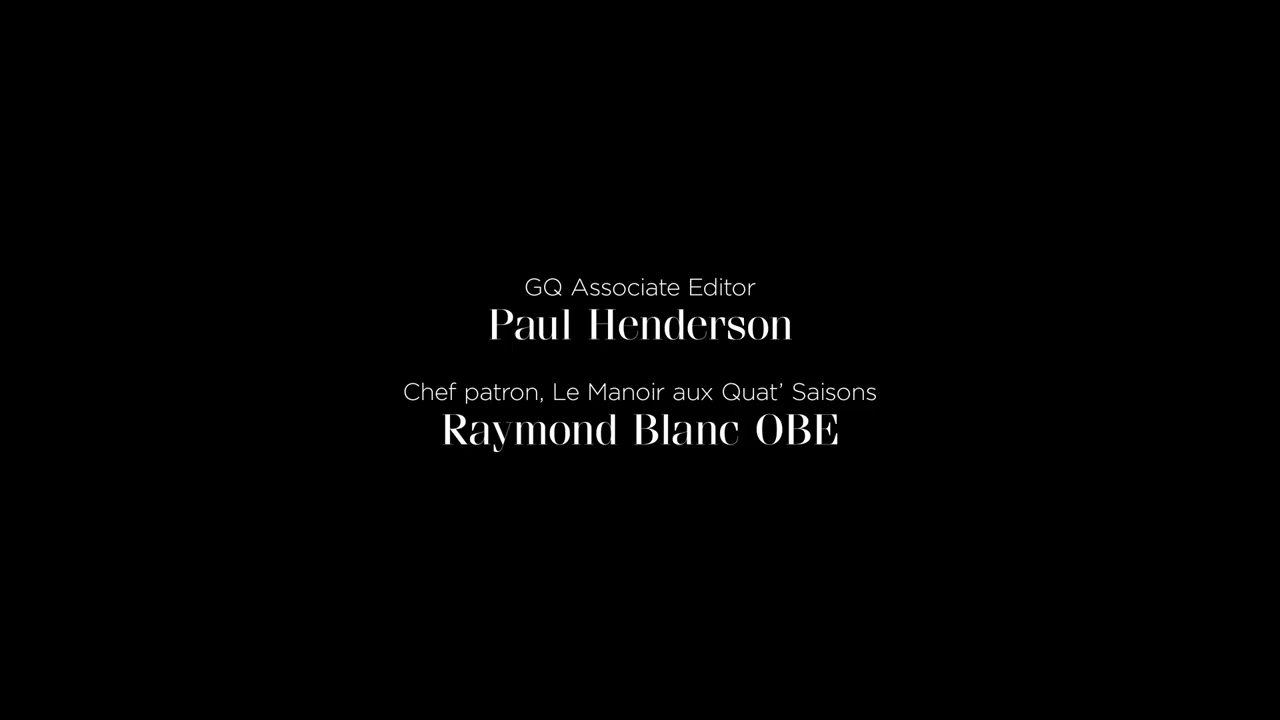 GQ Associate Editor
Paul Henderson
Chef patron, Le Manoir aux Quat’ Saisons
Raymond Blanc OBE